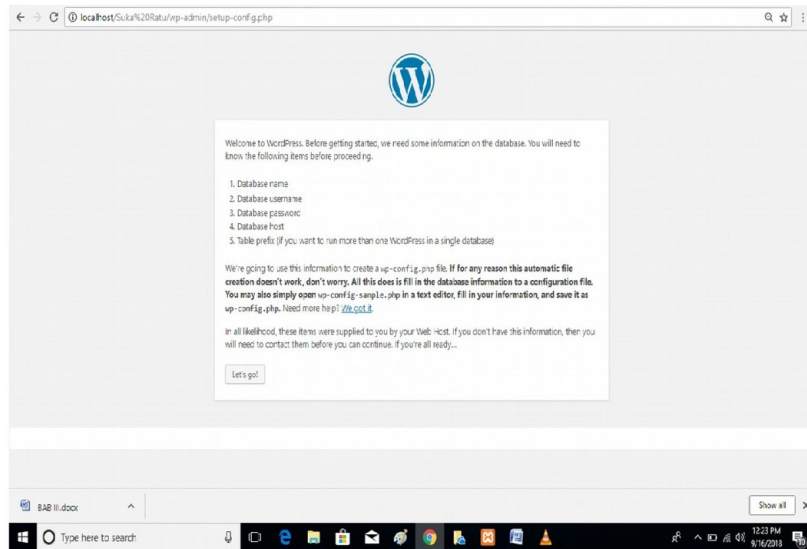 localhost/Suka%20Ratu/wp-admin/setup-config.php
Welcome to WordPress. Before getting started, we need some information on the database. You will need to
know the following items before proceeding.
1. Database name
2. Database username
3. Database password
4. Database host
5. Table prefix (if you want to run more than one WordPress in a single database)
We're going to use this information to create a wp-config.php file. If for any reason this automatic file
creation doesn't work, don't worry. All this does is fill in the database information to a configuration file.
You may also simply open wp-config-sample.php in a text editor, fill in your information, and save it as
wp-config.php. Need more help? We got it.
In all likelihood, these items were supplied to you by your Web Host. If you don't have this information, then you
will need to contact them before you can continue. If you're all ready...
Let's go!
BAB III.docx
Show all
Type here to search
12:23 PM
9/16/2018